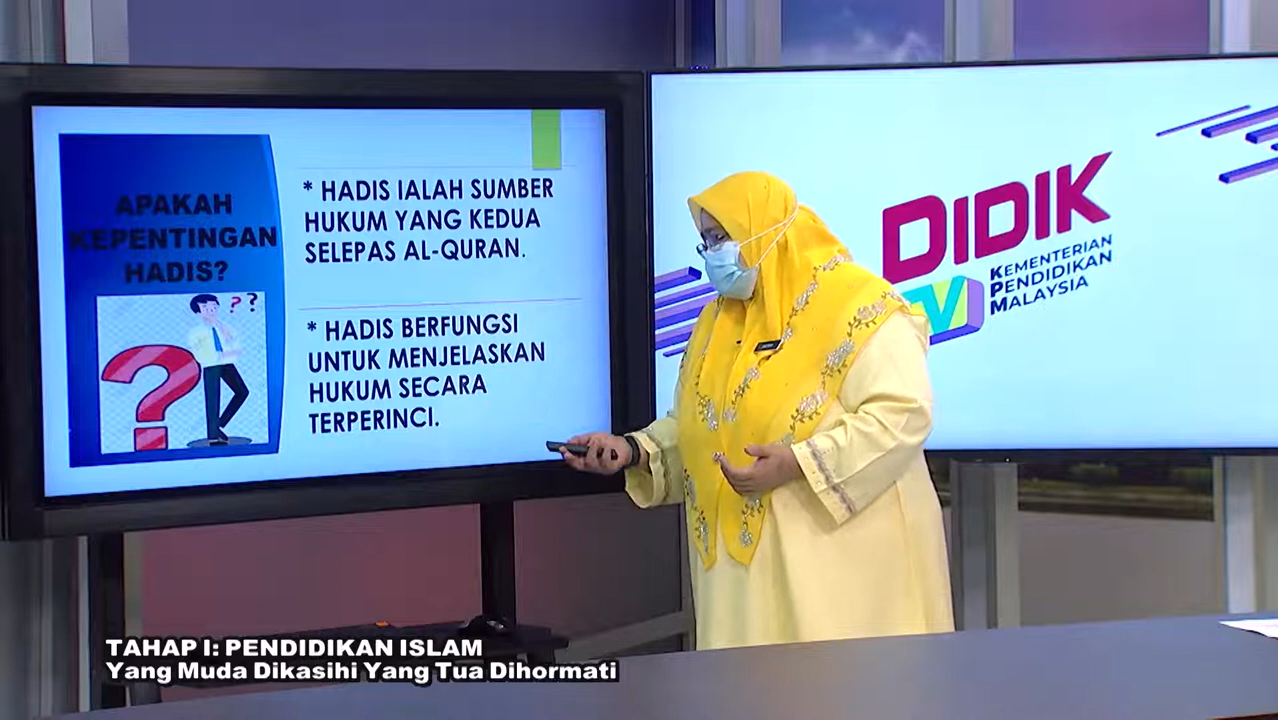 APAKAH
KEPENTINGAN
HADIS?
* HADIS IALAH SUMBER
HUKUM YANG KEDUA
SELEPAS AL-QURAN.
* HADIS BERFUNGSI
UNTUK MENJELASKAN
HUKUM SECARA
TERPERINCI.
DIDIK
TV
KEMENTERIAN
PENDIDIKAN
MALAYSIA
TAHAP I: PENDIDIKAN ISLAM
Yang Muda Dikasihi Yang Tua Dihormati